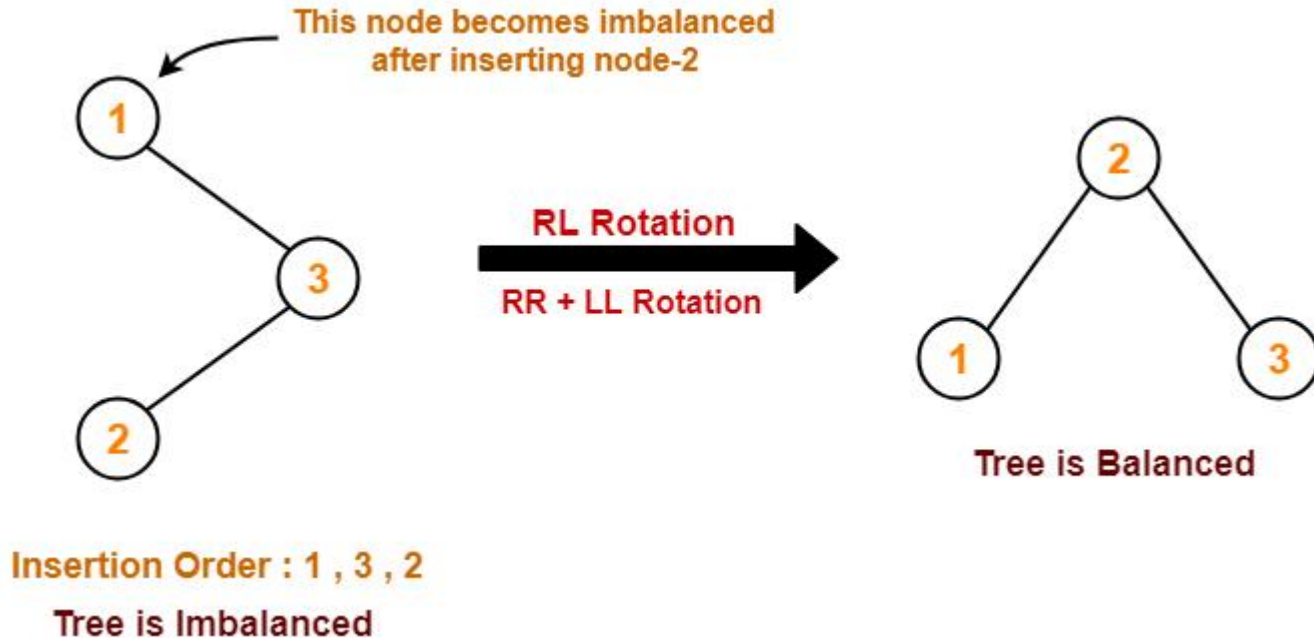 This node becomes imbalanced
after inserting node-2
1
3
2
RL Rotation
RR + LL Rotation
2
1
3
Tree is Balanced
Insertion Order : 1 , 3 , 2
Tree is Imbalanced